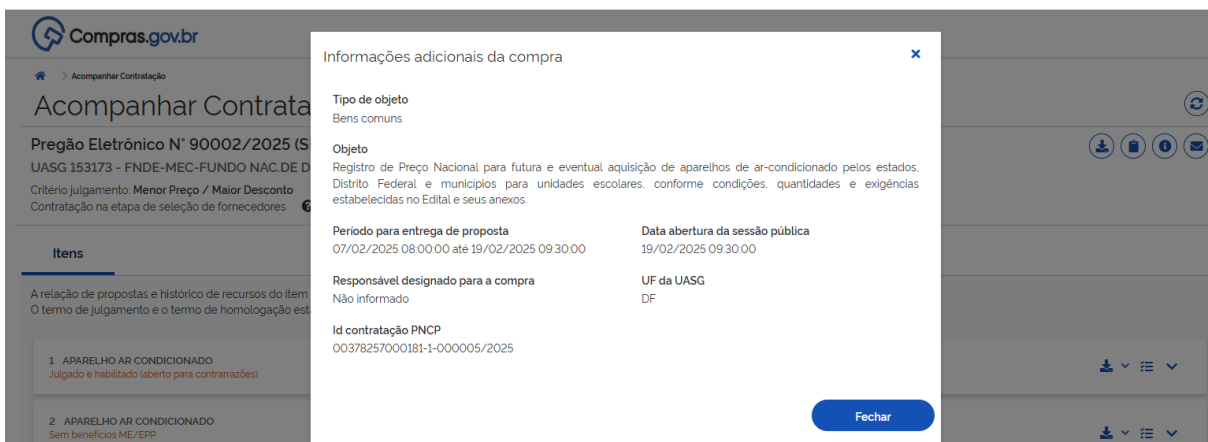 Compras.gov.br
Acompanhar Contratação
Acompanhar Contrata
Pregão Eletrônico N° 90002/2025 (S
UASG 153173 - FNDE-MEC-FUNDO NAC.DE D
Critério julgamento: Menor Preço / Maior Desconto
Contratação na etapa de seleção de fornecedores
Itens
A relação de propostas e histórico de recursos do item
O termo de julgamento e o termo de homologação est
1 APARELHO AR CONDICIONADO
Julgado e habilitado (aberto para contrarrazões)
2 APARELHO AR CONDICIONADO
Sem benefícios ME/EPP
Informações adicionais da compra
Tipo de objeto
Bens comuns
Objeto
Registro de Preço Nacional para futura e eventual aquisição de aparelhos de ar-condicionado pelos estados,
Distrito Federal e municípios para unidades escolares, conforme condições, quantidades e exigências
estabelecidas no Edital e seus anexos.
Período para entrega de proposta
07/02/2025 08:00:00 até 19/02/2025 09:30:00
Data abertura da sessão pública
19/02/2025 09:30:00
Responsável designado para a compra
Não informado
UF da UASG
DF
Id contratação PNCP
00378257000181-1-000005/2025
Fechar